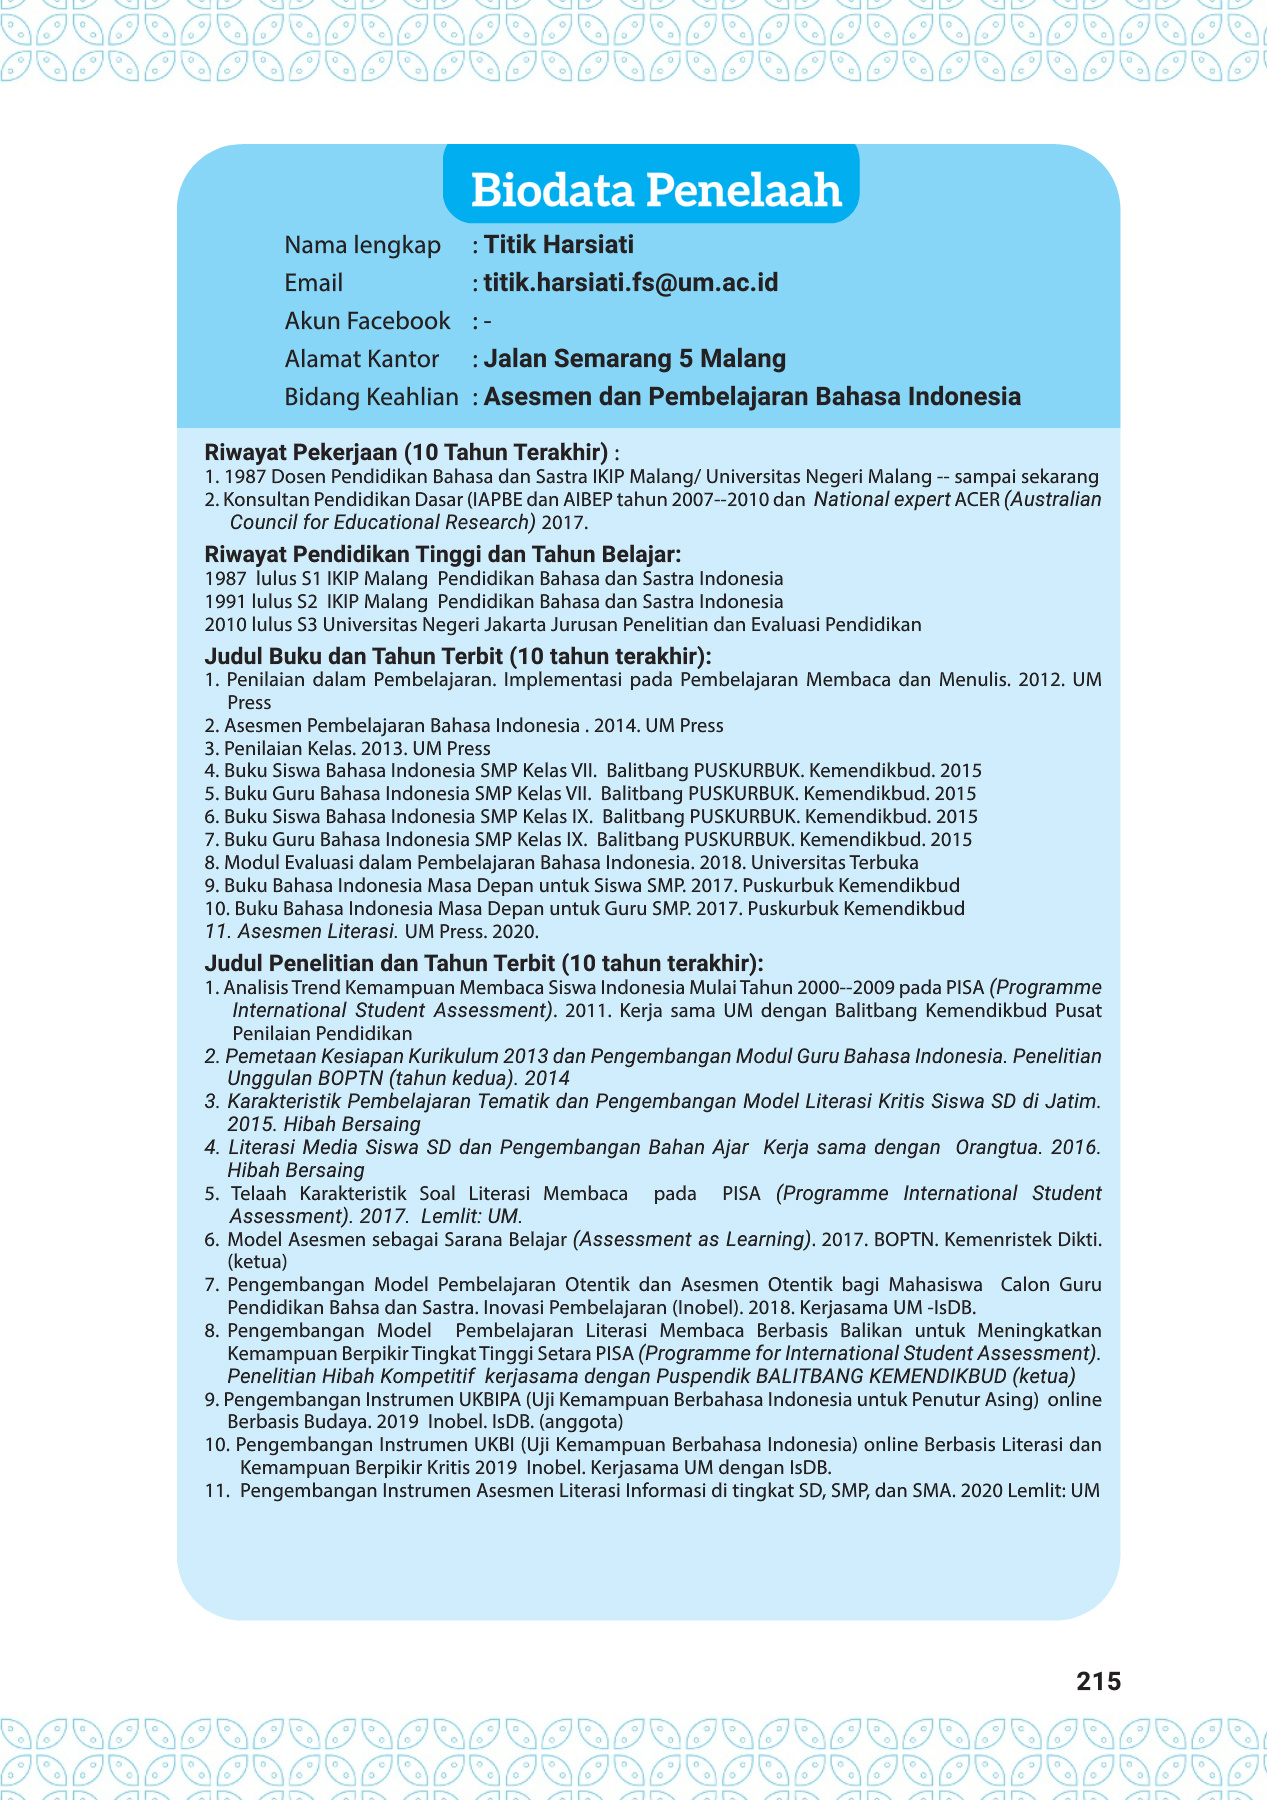 Biodata Penelaah
Nama lengkap : Titik Harsiati
Email : titik.harsiati.fs@um.ac.id
Akun Facebook : -
Alamat Kantor : Jalan Semarang 5 Malang
Bidang Keahlian : Asesmen dan Pembelajaran Bahasa Indonesia
Riwayat Pekerjaan (10 Tahun Terakhir) :
1. 1987 Dosen Pendidikan Bahasa dan Sastra IKIP Malang/ Universitas Negeri Malang -- sampai sekarang
2. Konsultan Pendidikan Dasar (IAPBE dan AIBEP tahun 2007--2010 dan National expert ACER (Australian
Council for Educational Research) 2017.
Riwayat Pendidikan Tinggi dan Tahun Belajar:
1987 lulus S1 IKIP Malang Pendidikan Bahasa dan Sastra Indonesia
1991 lulus S2 IKIP Malang Pendidikan Bahasa dan Sastra Indonesia
2010 lulus S3 Universitas Negeri Jakarta Jurusan Penelitian dan Evaluasi Pendidikan
Judul Buku dan Tahun Terbit (10 tahun terakhir):
1. Penilaian dalam Pembelajaran. Implementasi pada Pembelajaran Membaca dan Menulis. 2012. UM
Press
2. Asesmen Pembelajaran Bahasa Indonesia . 2014. UM Press
3. Penilaian Kelas. 2013. UM Press
4. Buku Siswa Bahasa Indonesia SMP Kelas VII. Balitbang PUSKURBUK. Kemendikbud. 2015
5. Buku Guru Bahasa Indonesia SMP Kelas VII. Balitbang PUSKURBUK. Kemendikbud. 2015
6. Buku Siswa Bahasa Indonesia SMP Kelas IX. Balitbang PUSKURBUK. Kemendikbud. 2015
7. Buku Guru Bahasa Indonesia SMP Kelas IX. Balitbang PUSKURBUK. Kemendikbud. 2015
8. Modul Evaluasi dalam Pembelajaran Bahasa Indonesia. 2018. Universitas Terbuka
9. Buku Bahasa Indonesia Masa Depan untuk Siswa SMP. 2017. Puskurbuk Kemendikbud
10. Buku Bahasa Indonesia Masa Depan untuk Guru SMP. 2017. Puskurbuk Kemendikbud
11. Asesmen Literasi. UM Press. 2020.
Judul Penelitian dan Tahun Terbit (10 tahun terakhir):
1. Analisis Trend Kemampuan Membaca Siswa Indonesia Mulai Tahun 2000--2009 pada PISA (Programme
International Student Assessment). 2011. Kerja sama UM dengan Balitbang Kemendikbud Pusat
Penilaian Pendidikan
2. Pemetaan Kesiapan Kurikulum 2013 dan Pengembangan Modul Guru Bahasa Indonesia. Penelitian
Unggulan BOPTN (tahun kedua). 2014
3. Karakteristik Pembelajaran Tematik dan Pengembangan Model Literasi Kritis Siswa SD di Jatim.
2015. Hibah Bersaing
4. Literasi Media Siswa SD dan Pengembangan Bahan Ajar Kerja sama dengan Orangtua. 2016.
Hibah Bersaing
5. Telaah Karakteristik Soal Literasi Membaca pada PISA (Programme International Student
Assessment). 2017. Lemlit: UM.
6. Model Asesmen sebagai Sarana Belajar (Assessment as Learning). 2017. BOPTN. Kemenristek Dikti.
(ketua)
7. Pengembangan Model Pembelajaran Otentik dan Asesmen Otentik bagi Mahasiswa Calon Guru
Pendidikan Bahsa dan Sastra. Inovasi Pembelajaran (Inobel). 2018. Kerjasama UM -IsDB.
8. Pengembangan Model Pembelajaran Literasi Membaca Berbasis Balikan untuk Meningkatkan
Kemampuan Berpikir Tingkat Tinggi Setara PISA (Programme for International Student Assessment).
Penelitian Hibah Kompetitif kerjasama dengan Puspendik BALITBANG KEMENDIKBUD (ketua)
9. Pengembangan Instrumen UKBIPA (Uji Kemampuan Berbahasa Indonesia untuk Penutur Asing) online
Berbasis Budaya. 2019 Inobel. IsDB. (anggota)
10. Pengembangan Instrumen UKBI (Uji Kemampuan Berbahasa Indonesia) online Berbasis Literasi dan
Kemampuan Berpikir Kritis 2019 Inobel. Kerjasama UM dengan IsDB.
11. Pengembangan Instrumen Asesmen Literasi Informasi di tingkat SD, SMP, dan SMA. 2020 Lemlit: UM
215